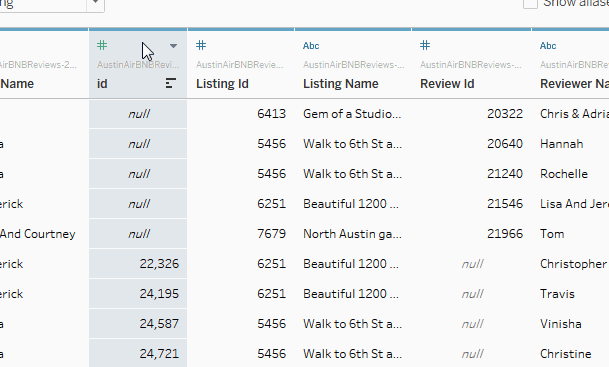 ng Show aliase
# # Abc # Abc
AirBNBReviews-2... AustinAirBNBRevi... AustinAirBNBRevie... AustinAirBNBReviews-... AustinAirBNBReviews-... AustinAirBNBReviews-...
Name id Listing Id Listing Name Review Id Reviewer Na
null 6413 Gem of a Studio... 20322 Chris & Adria
a null 5456 Walk to 6th St a... 20640 Hannah
a null 5456 Walk to 6th St a... 21240 Rochelle
erick null 6251 Beautiful 1200 ... 21546 Lisa And Jere
And Courtney null 7679 North Austin ga... 21966 Tom
erick 22,326 6251 Beautiful 1200 ... null Christopher
erick 24,195 6251 Beautiful 1200 ... null Travis
a 24,587 5456 Walk to 6th St a... null Vinisha
a 24,721 5456 Walk to 6th St a... null Christine